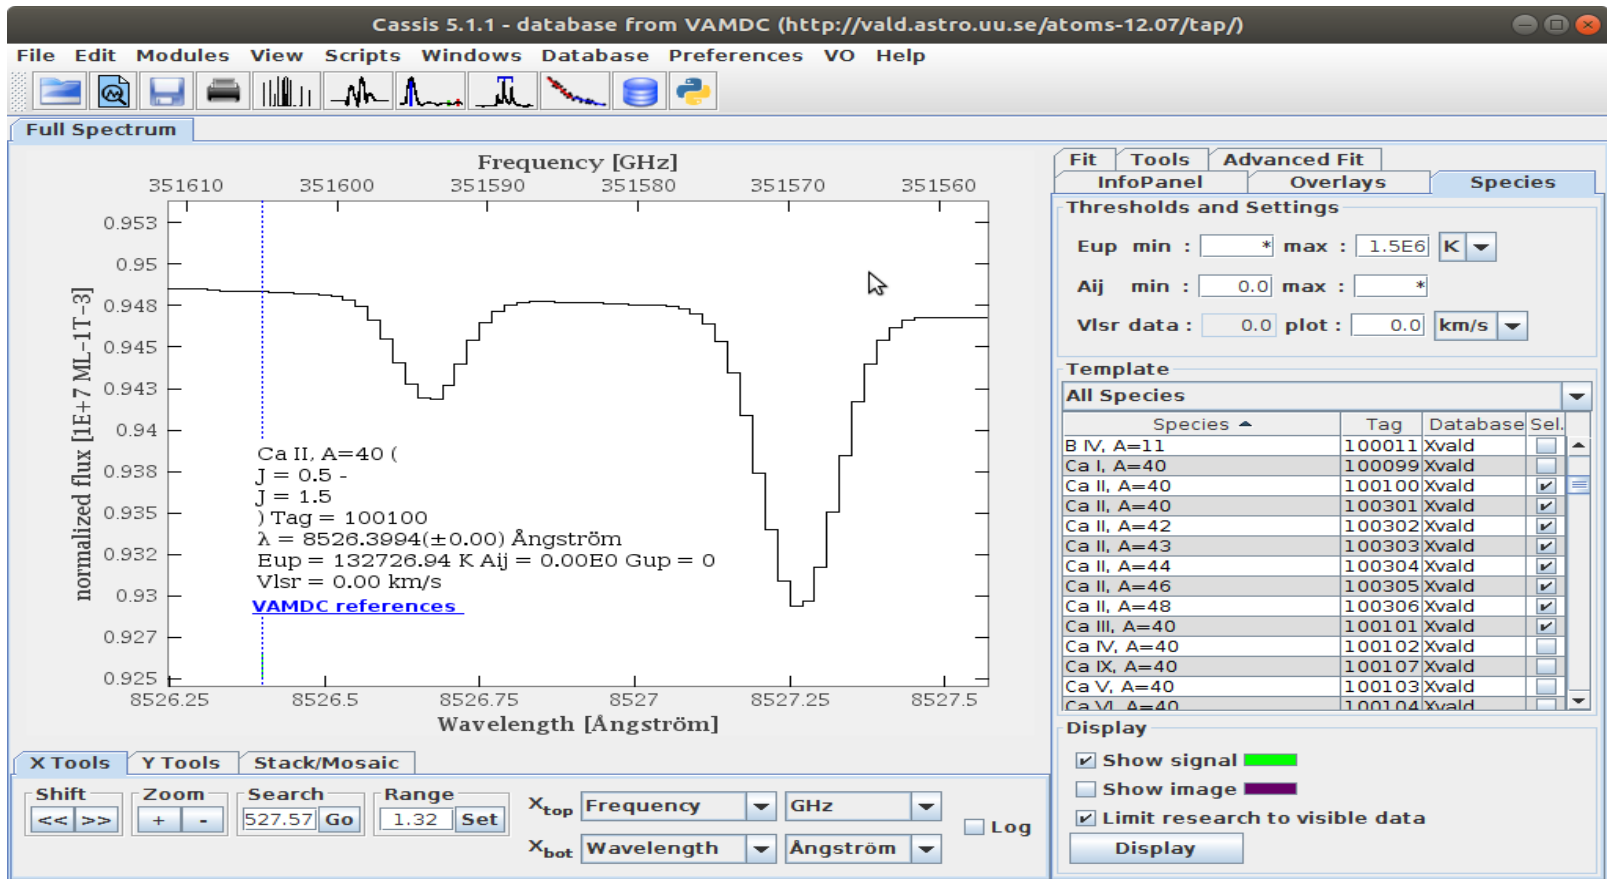 Cassis 5.1.1 - database from VAMDC (http://vald.astro.uu.se/atoms-12.07/tap/)
File Edit Modules View Scripts Windows Database Preferences VO Help
Full Spectrum
Frequency [GHz]
351610 351600 351590 351580 351570 351560
normalized flux [1E+7 ML-1T-3]
0.953
0.95
0.948
0.945
0.943
0.94
0.938
0.935
0.932
0.93
0.927
0.925
Ca II, A=40 (
J = 0.5 -
J = 1.5
) Tag = 100100
λ = 8526.3994(±0.00) Ångström
Eup = 132726.94 K Aij = 0.00E0 Gup = 0
Vlsr = 0.00 km/s
VAMDC references
8526.25 8526.5 8526.75 8527 8527.25 8527.5
Wavelength [Ångström]
X Tools Y Tools Stack/Mosaic
Shift Zoom Search Range
<< >> + - 527.57 Go 1.32 Set
Xtop Frequency GHz
Xbot Wavelength Ångström
Log
Fit Tools Advanced Fit
InfoPanel Overlays Species
Thresholds and Settings
Eup min : * max : 1.5E6 K
Aij min : 0.0 max : *
Vlsr data : 0.0 plot : 0.0 km/s
Template
All Species
Species Tag Database Sel.
B IV, A=11 100011 Xvald
Ca I, A=40 100099 Xvald
Ca II, A=40 100100 Xvald
Ca II, A=40 100301 Xvald
Ca II, A=42 100302 Xvald
Ca II, A=43 100303 Xvald
Ca II, A=44 100304 Xvald
Ca II, A=46 100305 Xvald
Ca II, A=48 100306 Xvald
Ca III, A=40 100101 Xvald
Ca IV, A=40 100102 Xvald
Ca IX, A=40 100107 Xvald
Ca V, A=40 100103 Xvald
Ca VI, A=40 100104 Xvald
Display
Show signal
Show image
Limit research to visible data
Display